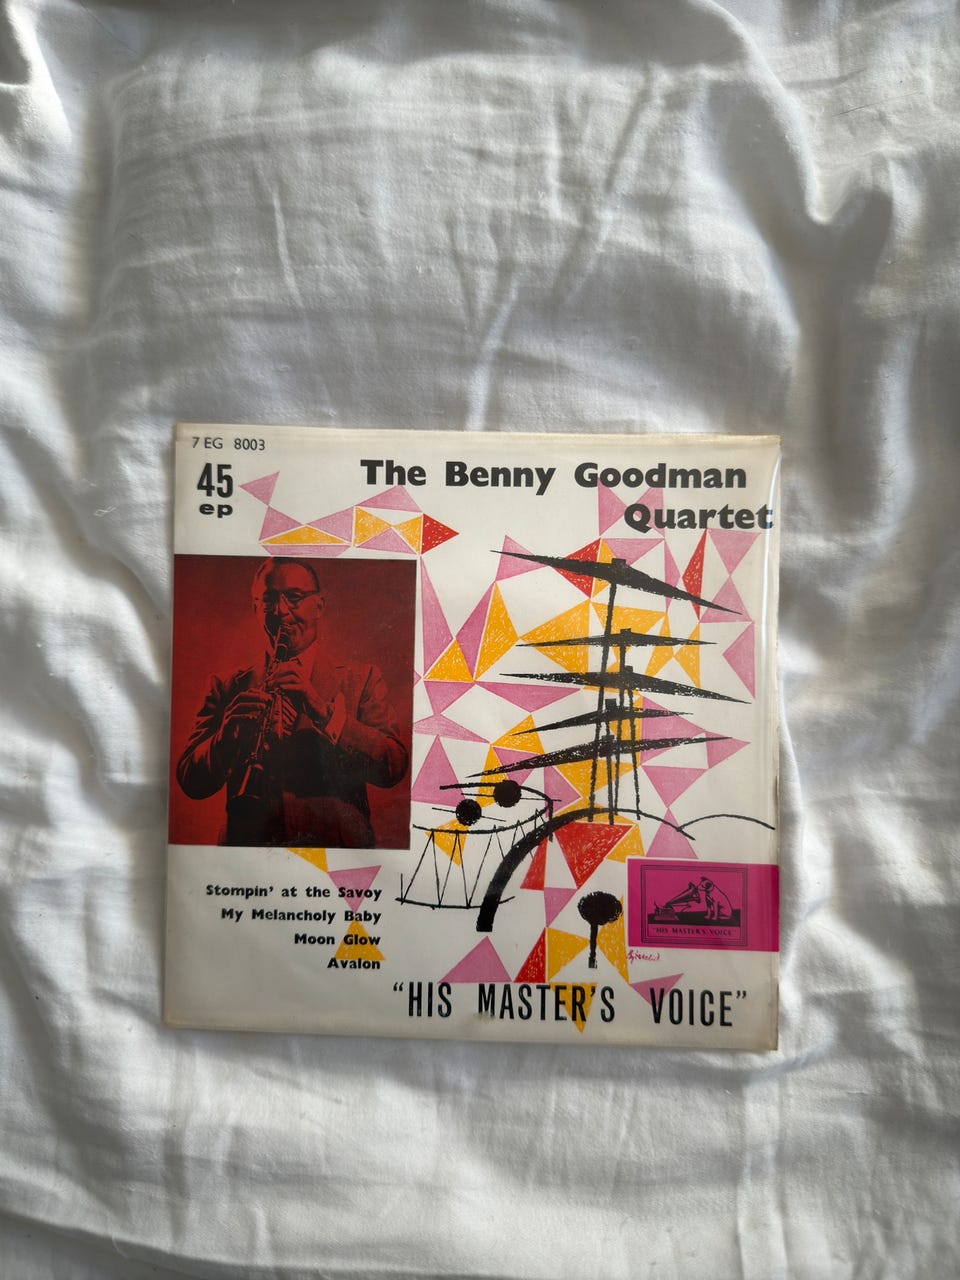 7 EG 8003
45
ep
The Benny Goodman
Quartet
Stompin' at the Savoy
My Melancholy Baby
Moon Glow
Avalon
"HIS MASTER'S VOICE"
"HIS MASTER'S VOICE"